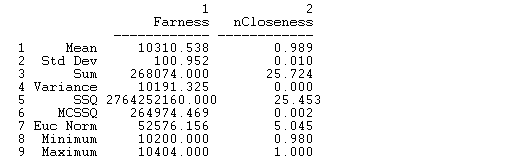 1 2
Farness nCloseness
------------ ------------
1 Mean 10310.538 0.989
2 Std Dev 100.952 0.010
3 Sum 268074.000 25.724
4 Variance 10191.325 0.000
5 SSQ 2764252160.000 25.453
6 MCSSQ 264974.469 0.002
7 Euc Norm 52576.156 5.045
8 Minimum 10200.000 0.980
9 Maximum 10404.000 1.000